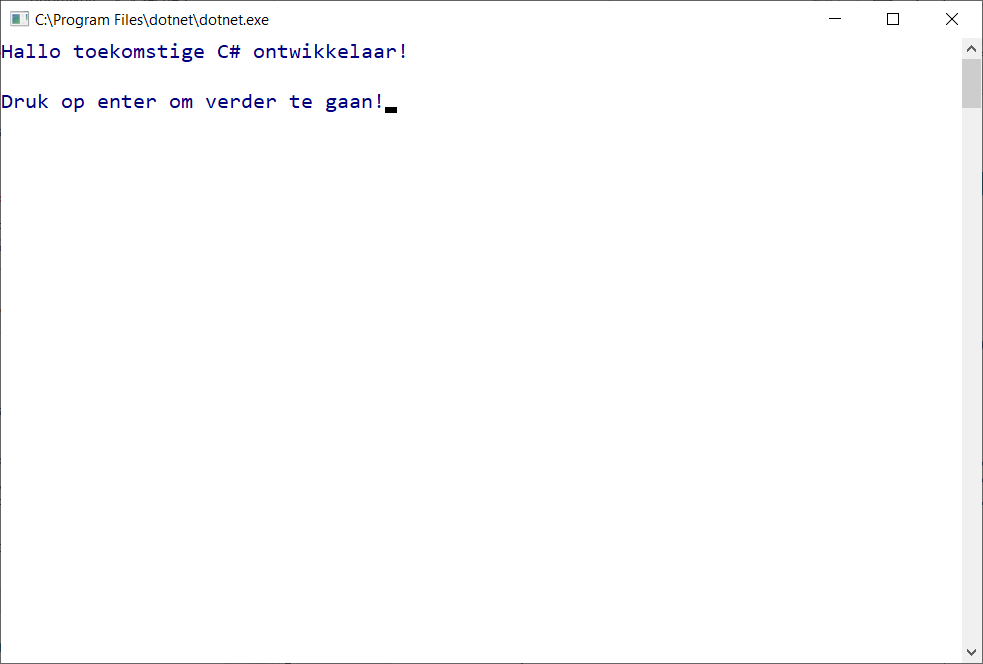 C:\Program Files\dotnet\dotnet.exe
Hallo toekomstige C# ontwikkelaar!
Druk op enter om verder te gaan!